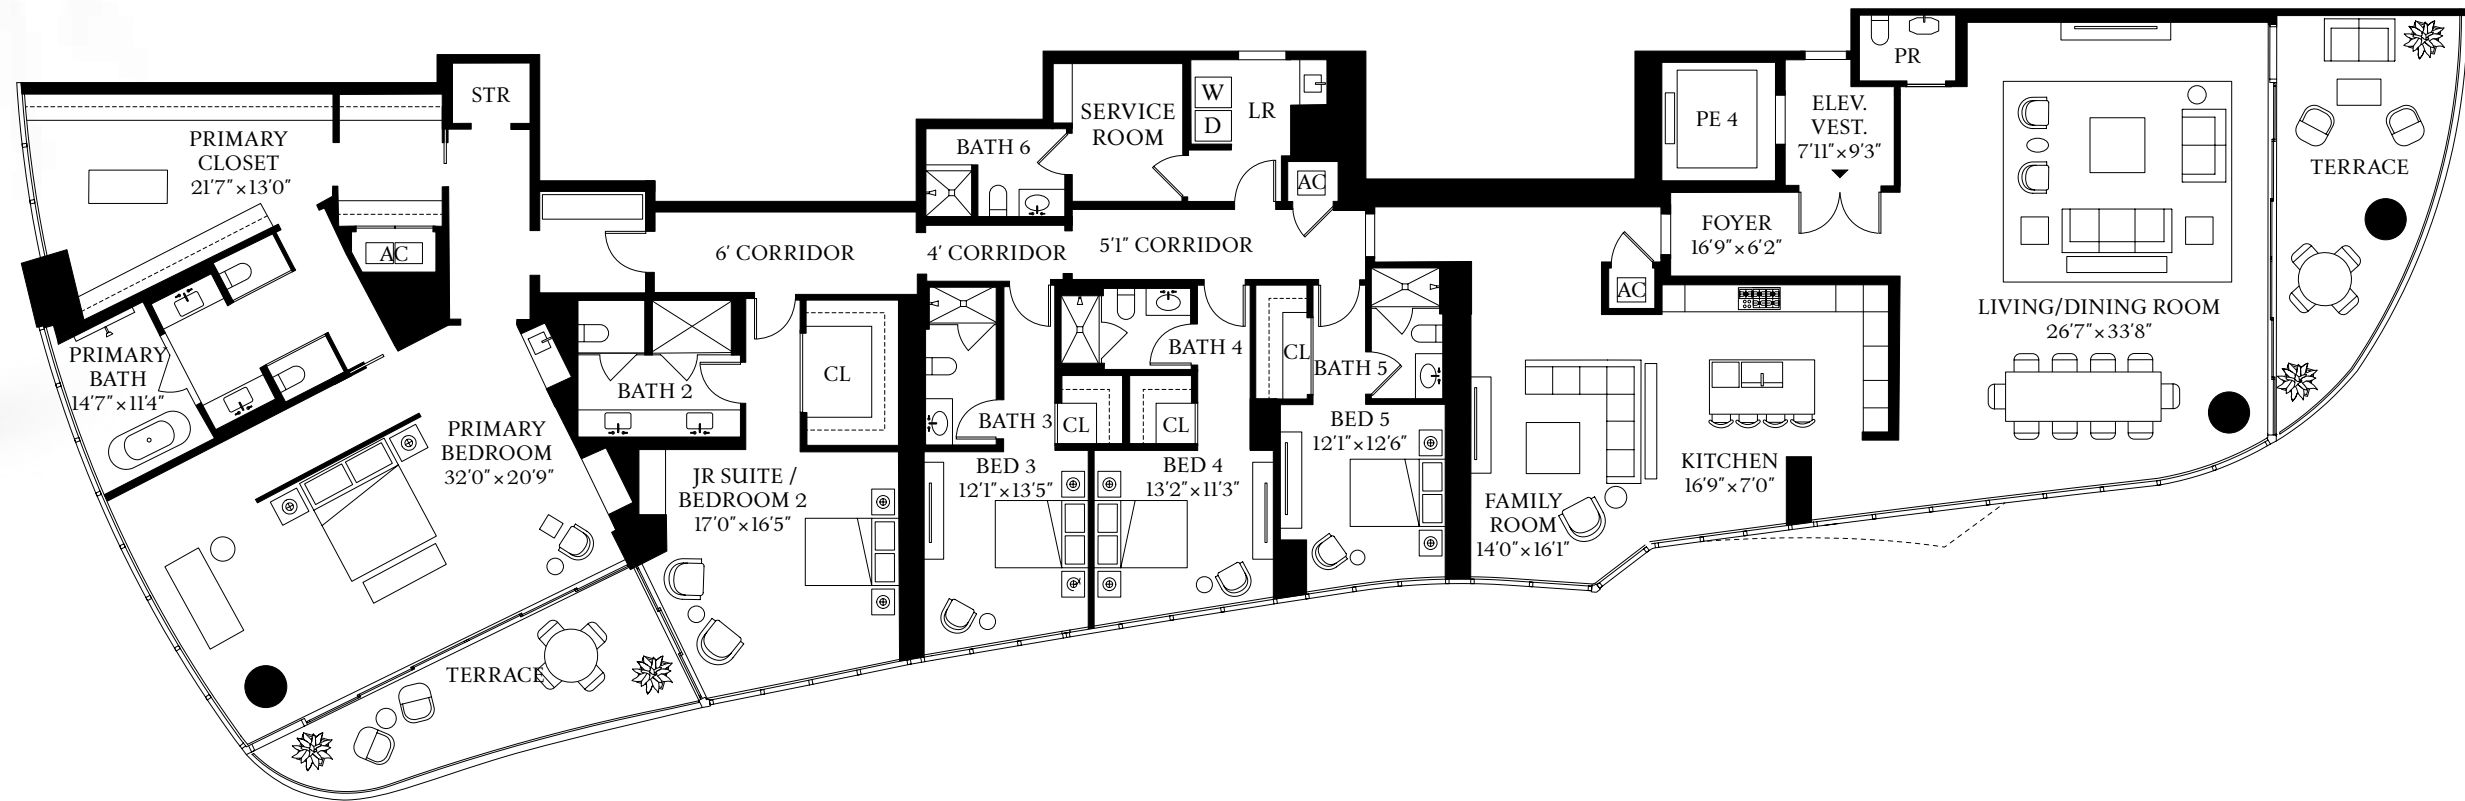 STR
PRIMARY
CLOSET
21'7"×13'0"
AC
PRIMARY
BATH
14'7"×11'4"
PRIMARY
BEDROOM
32'0"×20'9"
TERRACE
BATH 2
CL
JR SUITE /
BEDROOM 2
17'0"×16'5"
6' CORRIDOR
4' CORRIDOR
5'1" CORRIDOR
BATH 6
SERVICE
ROOM
W
D
LR
AC
BATH 3
CL
BED 3
12'1"×13'5"
BATH 4
CL
BED 4
13'2"×11'3"
CL
BATH 5
BED 5
12'1"×12'6"
FAMILY
ROOM
14'0"×16'1"
KITCHEN
16'9"×7'0"
AC
FOYER
16'9"×6'2"
PE 4
ELEV.
VEST.
7'11"×9'3"
PR
LIVING/DINING ROOM
26'7"×33'8"
TERRACE